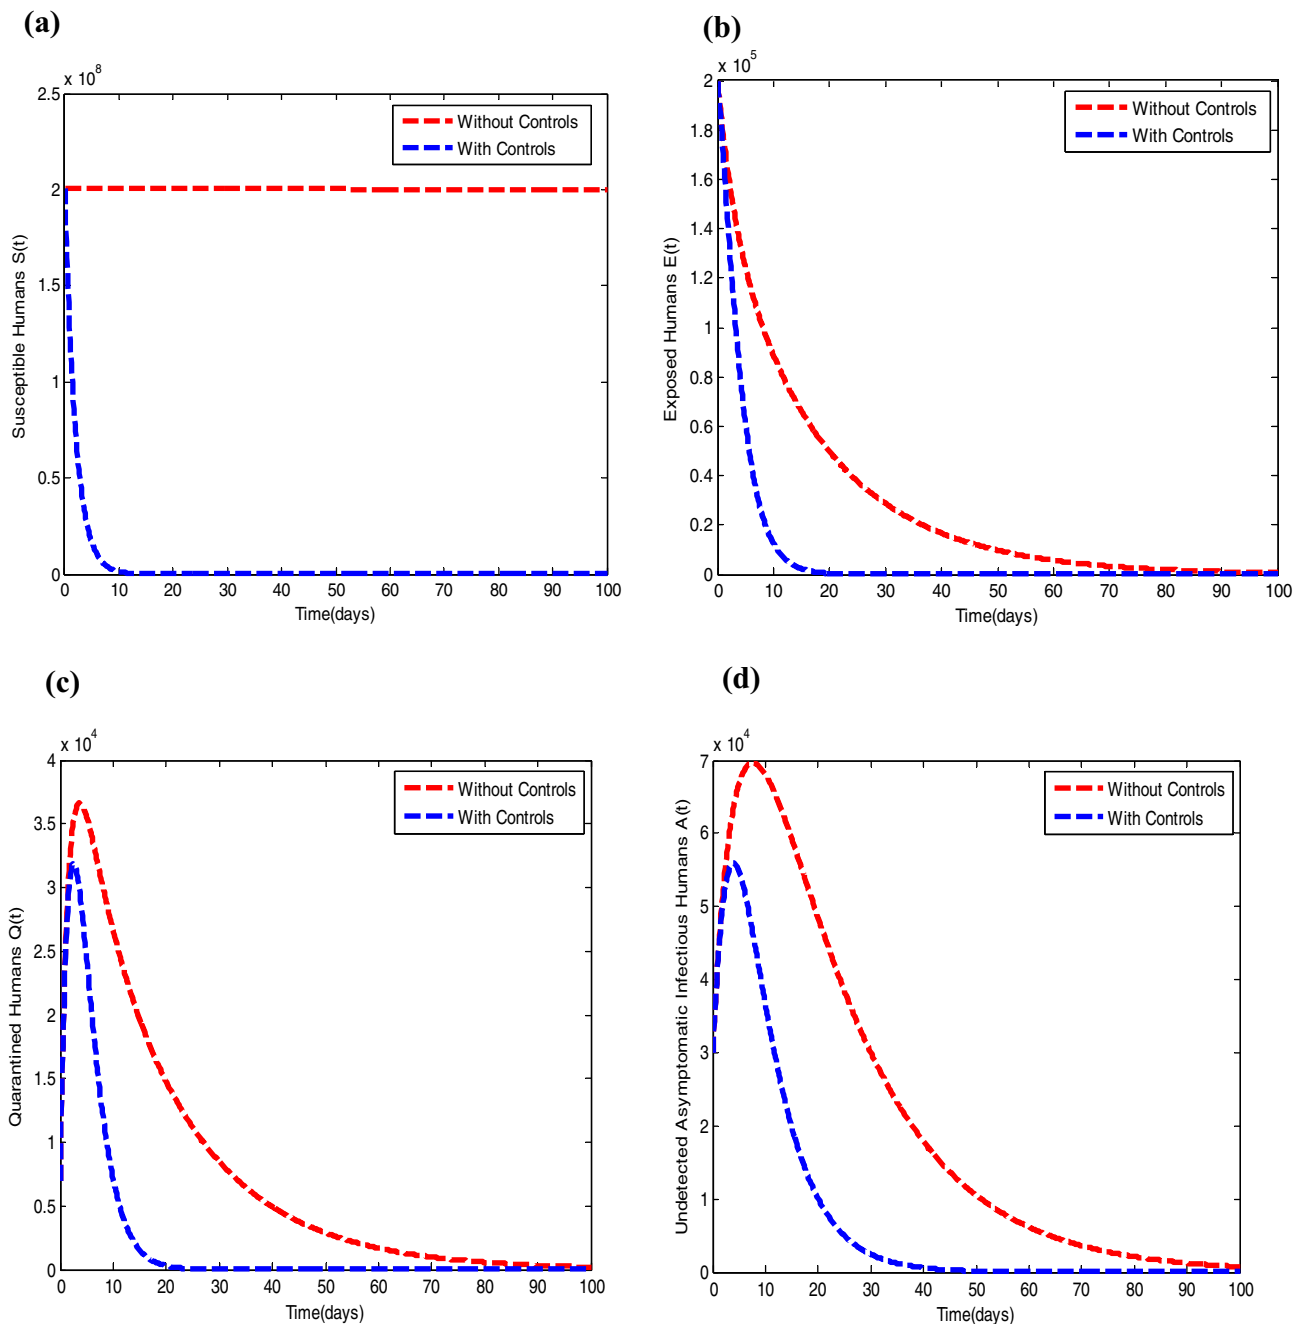 (a)
x 10^8
2.5
2
1.5
1
0.5
0
Susceptible Humans S(t)
Without Controls
With Controls
0 10 20 30 40 50 60 70 80 90 100
Time(days)
(b)
x 10^5
2
1.8
1.6
1.4
1.2
1
0.8
0.6
0.4
0.2
0
Exposed Humans E(t)
Without Controls
With Controls
0 10 20 30 40 50 60 70 80 90 100
Time(days)
(c)
x 10^4
4
3.5
3
2.5
2
1.5
1
0.5
0
Quarantined Humans Q(t)
Without Controls
With Controls
0 10 20 30 40 50 60 70 80 90 100
Time(days)
(d)
x 10^4
7
6
5
4
3
2
1
0
Undetected Asymptomatic Infectious Humans A(t)
Without Controls
With Controls
0 10 20 30 40 50 60 70 80 90 100
Time(days)